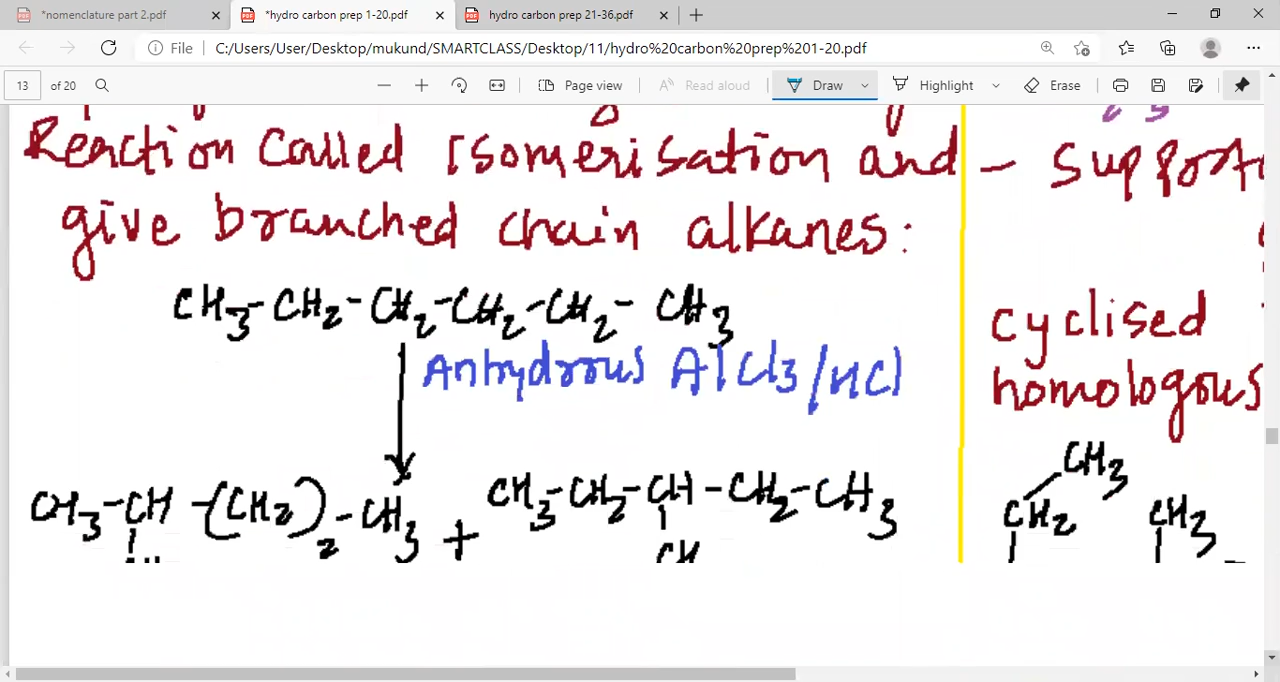 *nomenclature part 2.pdf
*hydro carbon prep 1-20.pdf
hydro carbon prep 21-36.pdf
File
C:/Users/User/Desktop/mukund/SMARTCLASS/Desktop/11/hydro%20carbon%20prep%201-20.pdf
13 of 20
Page view
Read aloud
Draw
Highlight
Erase
Reaction called Isomerisation and
give branched chain alkanes:
CH3-CH2-CH2-CH2-CH2-CH3
Anhydrous AlCl3/HCl
CH3-CH-(CH2)2-CH3 + CH3-CH2-CH-CH2-CH3
CH
- Support
cyclised
homologous
CH3
CH2 CH3